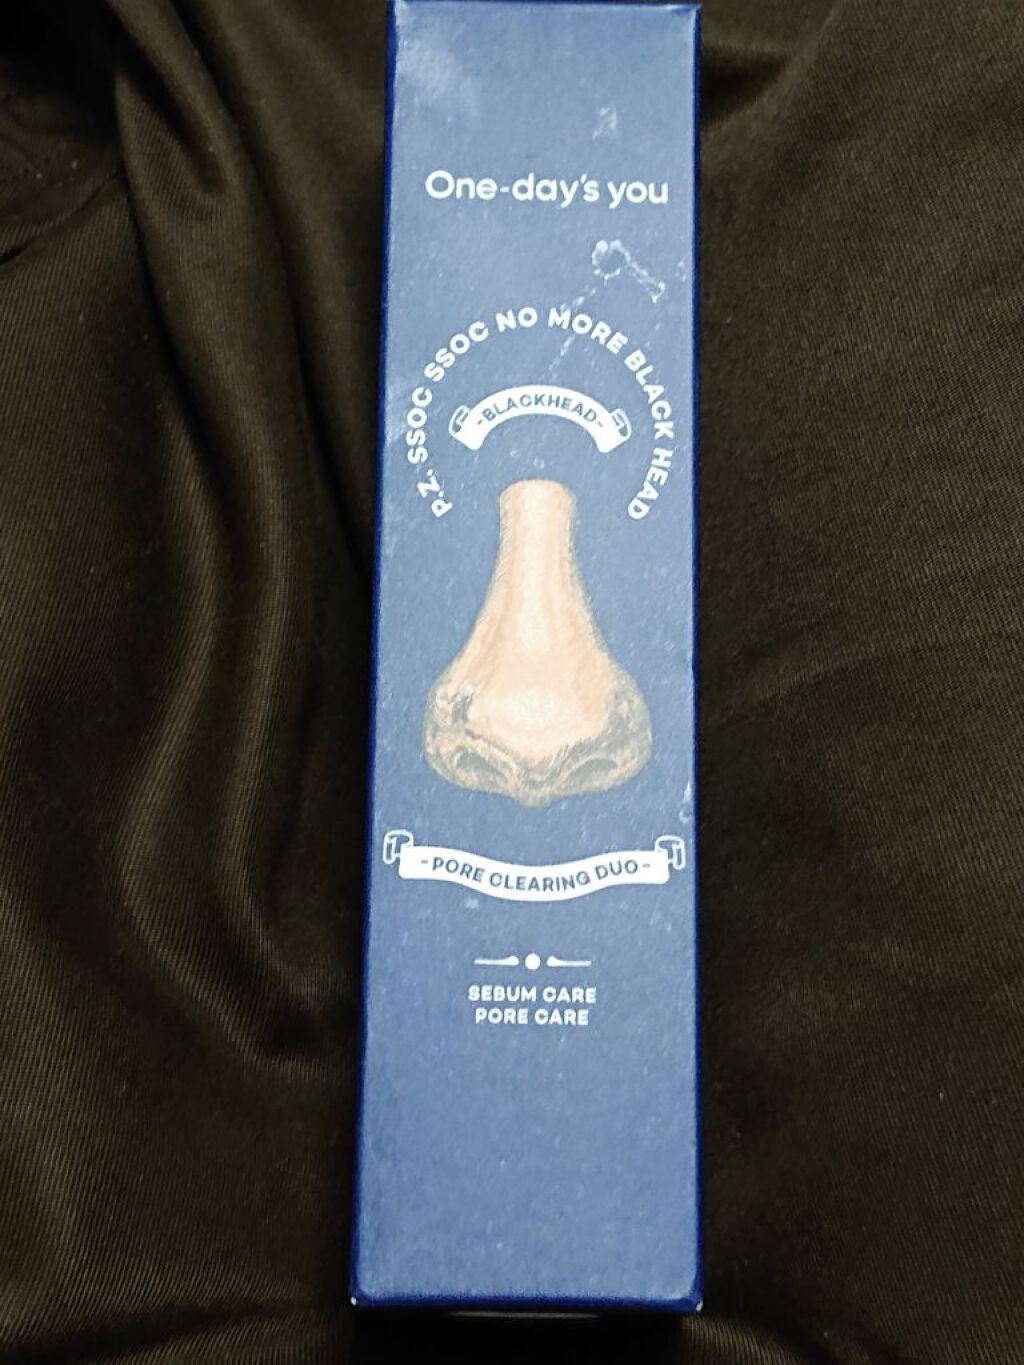 One-day's you
P.Z. SSOC SSOC NO MORE BLACK HEAD
-BLACKHEAD-
-PORE CLEARING DUO-
SEBUM CARE
PORE CARE